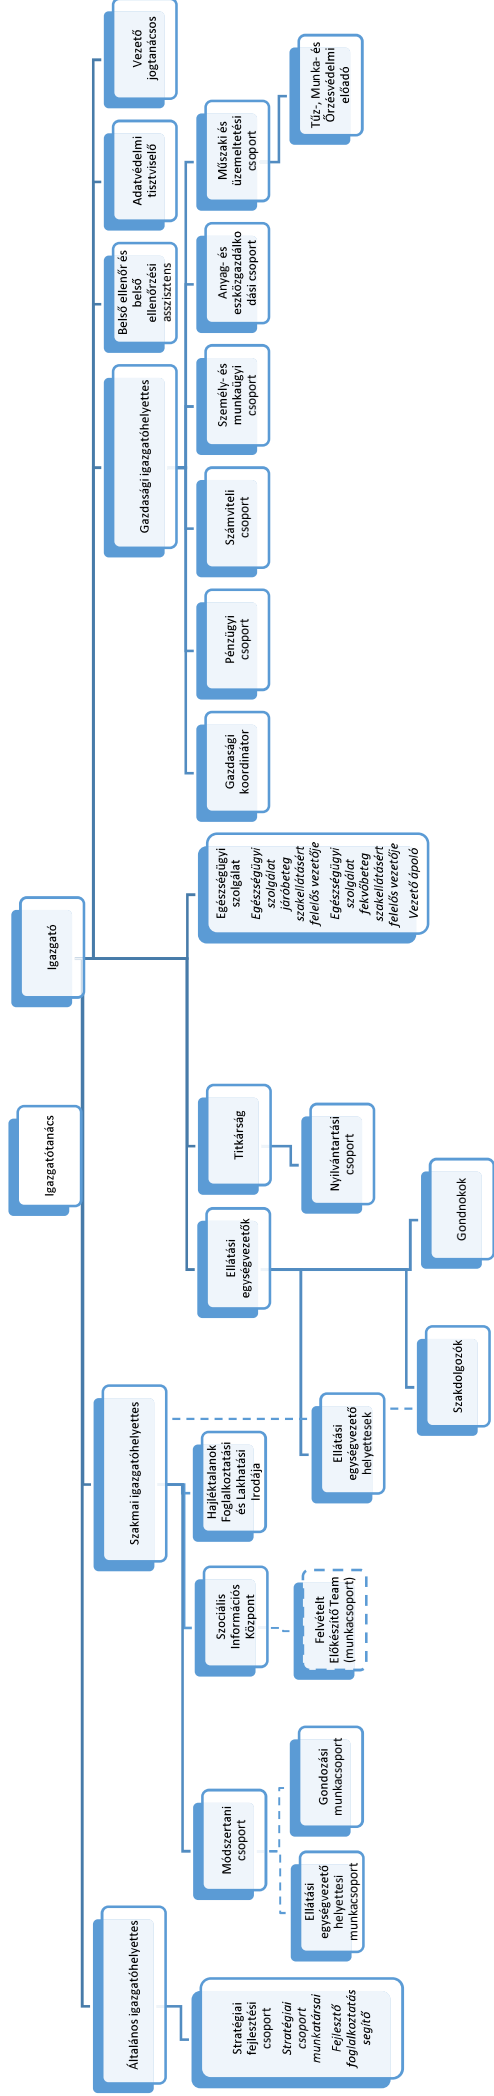 Igazgató
Igazgatótanács
Általános igazgatóhelyettes
Szakmai igazgatóhelyettes
Gazdasági igazgatóhelyettes
Belső ellenőr és
belső
ellenőrzési
asszisztens
Adatvédelmi
tisztviselő
Vezető
jogtanácsos
Stratégiai
fejlesztési
csoport
Stratégiai
csoport
munkatársai
Fejlesztő
foglalkoztatás
segítő
Módszertani
csoport
Szociális
Információs
Központ
Hajléktalanok
Foglalkoztatási
és Lakhatási
Irodája
Ellátási
egységvezetők
Titkárság
Egészségügyi
szolgálat
Egészségügyi
szolgálat
járóbeteg
szakellátásért
felelős vezetője
Egészségügyi
szolgálat
fekvőbeteg
szakellátásért
felelős vezetője
Vezető ápoló
Gazdasági
koordinátor
Pénzügyi
csoport
Számviteli
csoport
Személy- és
munkaügyi
csoport
Anyag- és
eszközgazdálko
dási csoport
Műszaki és
üzemeltetési
csoport
Ellátási
egységvezető
helyettesi
munkacsoport
Gondozási
munkacsoport
Felvételt
Előkészítő Team
(munkacsoport)
Ellátási
egységvezető
helyettesek
Nyilvántartási
csoport
Tűz-, Munka- és
Őrzésvédelmi
előadó
Szakdolgozók
Gondnokok